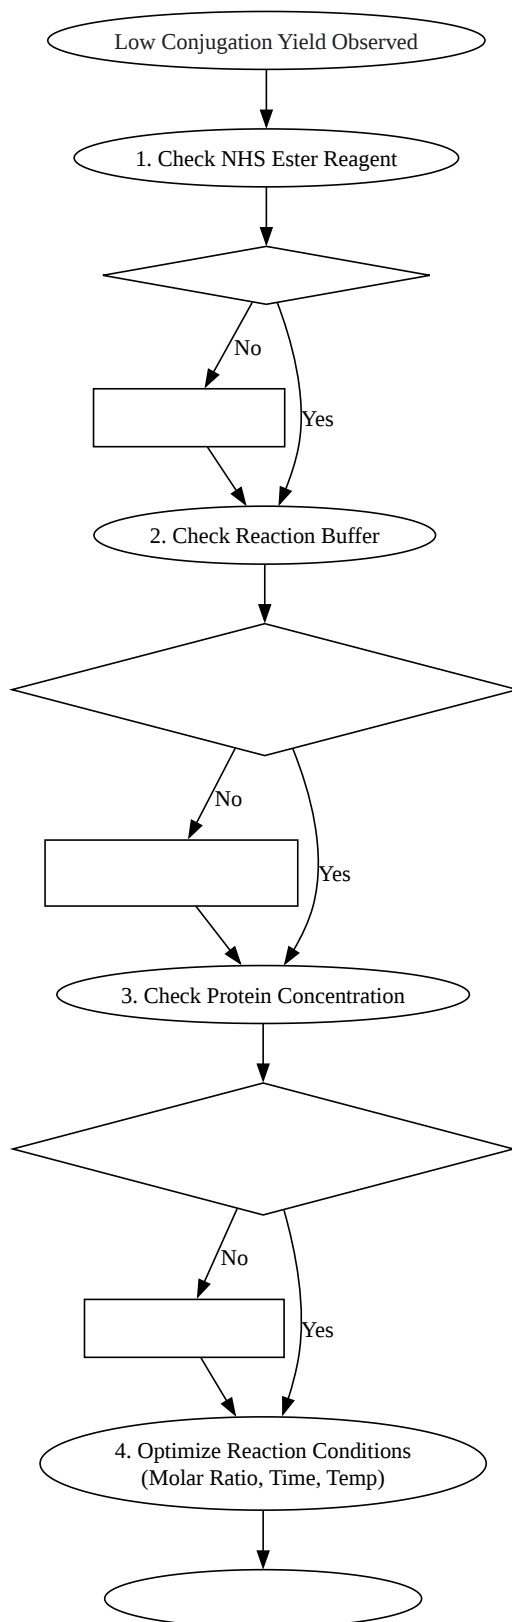 Low Conjugation Yield Observed
1. Check NHS Ester Reagent
No
Yes
2. Check Reaction Buffer
No
Yes
3. Check Protein Concentration
No
Yes
4. Optimize Reaction Conditions
(Molar Ratio, Time, Temp)